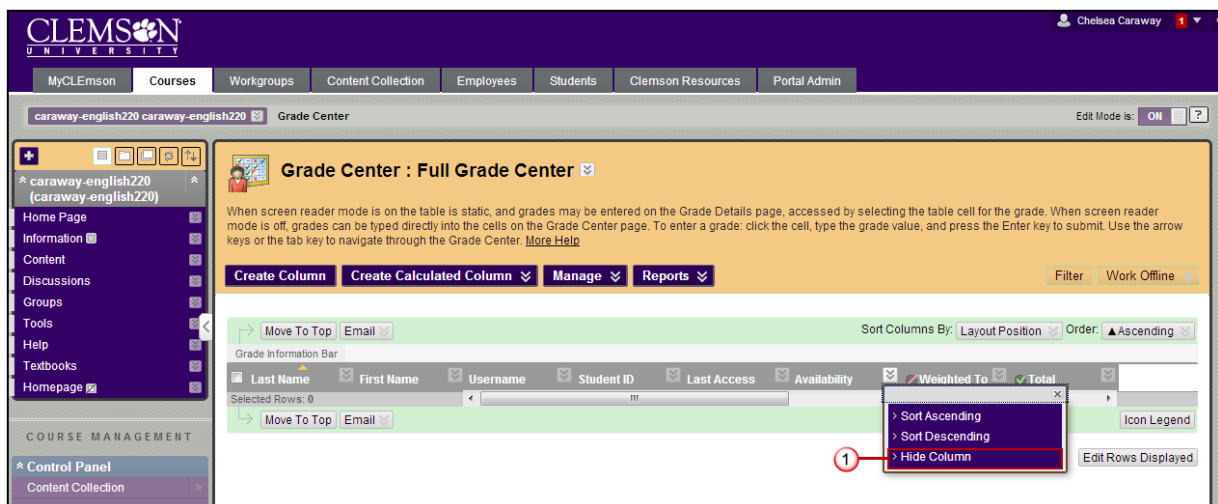 CLEMSON
UNIVERSITY
Chelsea Caraway 1
MyCLEmson Courses Workgroups Content Collection Employees Students Clemson Resources Portal Admin
caraway-english220 caraway-english220 Grade Center
Edit Mode is: ON ?
caraway-english220
(caraway-english220)
Home Page
Information
Content
Discussions
Groups
Tools
Help
Textbooks
Homepage
COURSE MANAGEMENT
Control Panel
Content Collection
Grade Center : Full Grade Center
When screen reader mode is on the table is static, and grades may be entered on the Grade Details page, accessed by selecting the table cell for the grade. When screen reader
mode is off, grades can be typed directly into the cells on the Grade Center page. To enter a grade: click the cell, type the grade value, and press the Enter key to submit. Use the arrow
keys or the tab key to navigate through the Grade Center. More Help
Create Column Create Calculated Column Manage Reports Filter Work Offline
Move To Top Email Sort Columns By: Layout Position Order: ▲Ascending
Grade Information Bar
Last Name First Name Username Student ID Last Access Availability Weighted To Total
Selected Rows: 0
Move To Top Email Icon Legend
> Sort Ascending
> Sort Descending
1 > Hide Column
Edit Rows Displayed